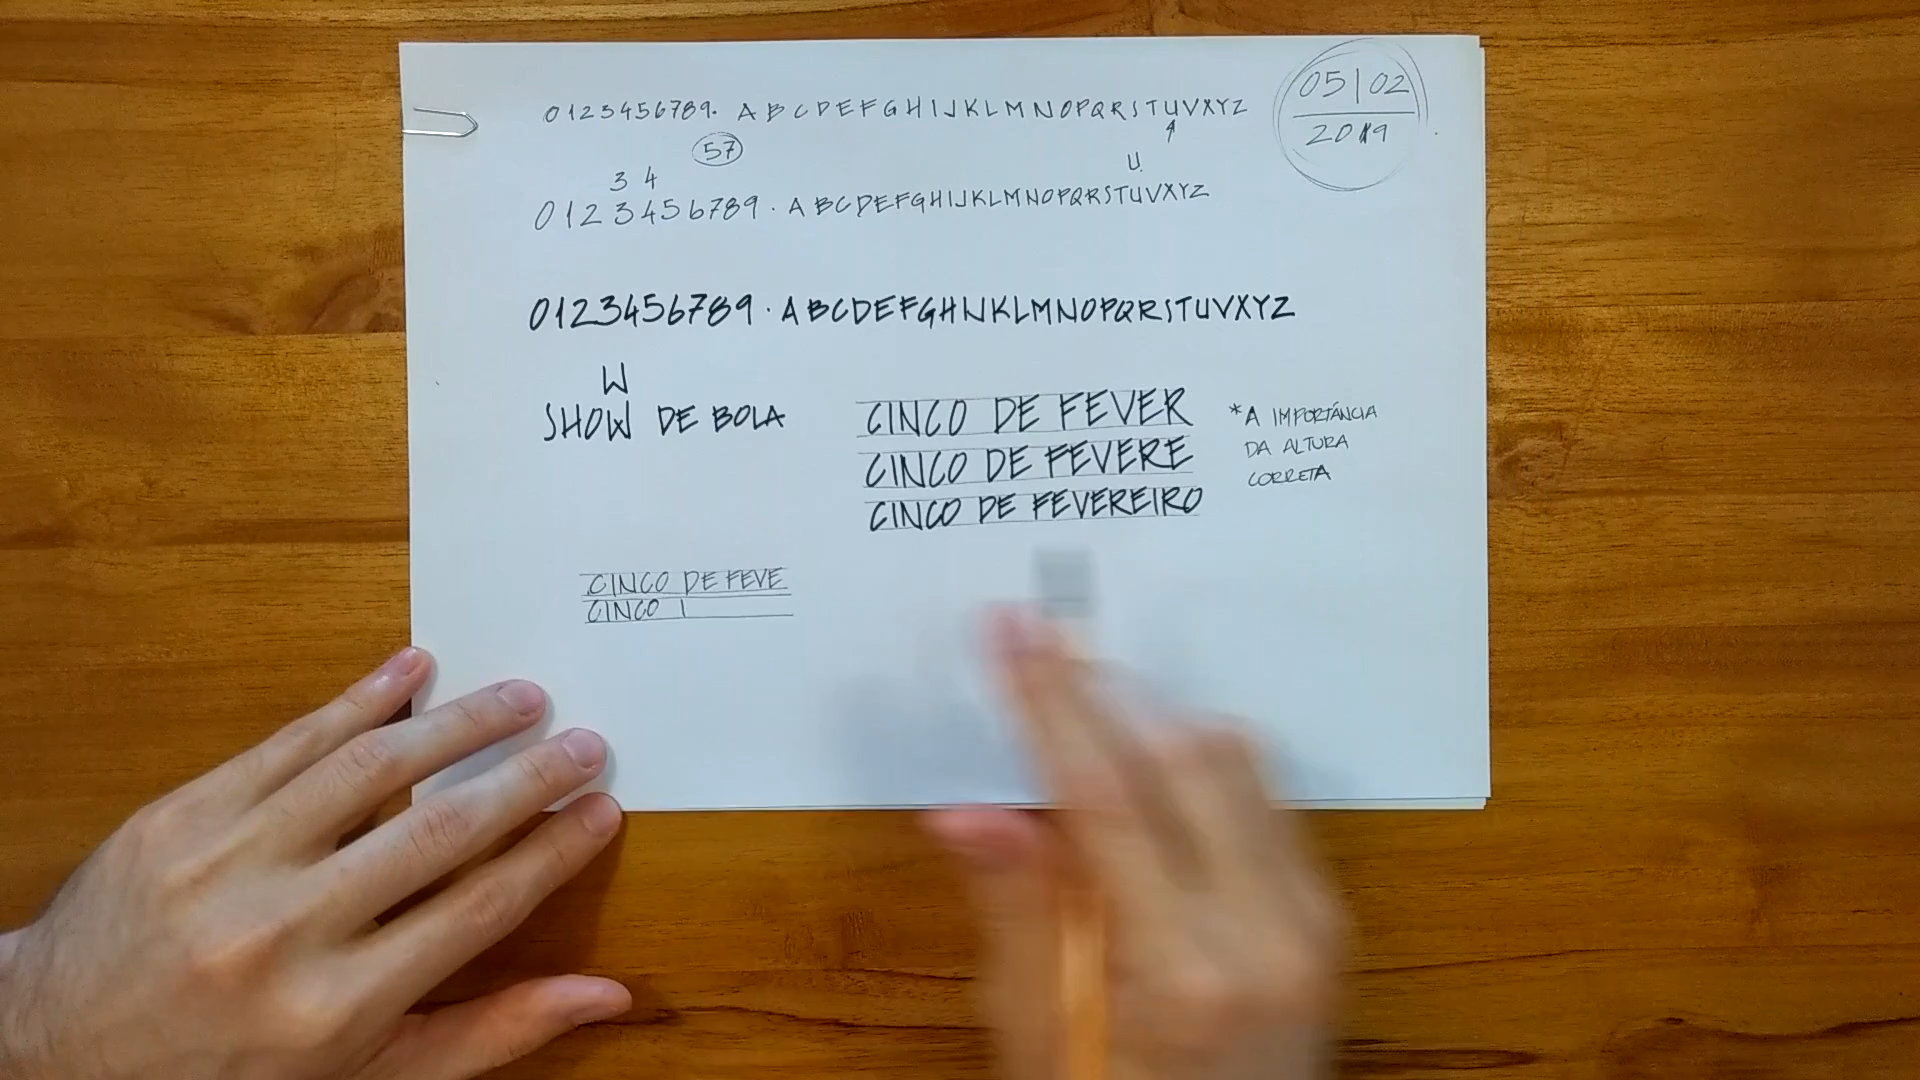 0123456789. ABCDEFGHIJKLMNOPQRSTUVXYZ
05|02
2019
57
U
3 4
0123456789. ABCDEFGHIJKLMNOPQRSTUVXYZ
0123456789. ABCDEFGHIJKLMNOPQRSTUVXYZ
W
SHOW DE BOLA
CINCO DE FEVER
CINCO DE FEVERE
CINCO DE FEVEREIRO
*A IMPORTÂNCIA
DA ALTURA
CORRETA
CINCO DE FEVE
CINCO I